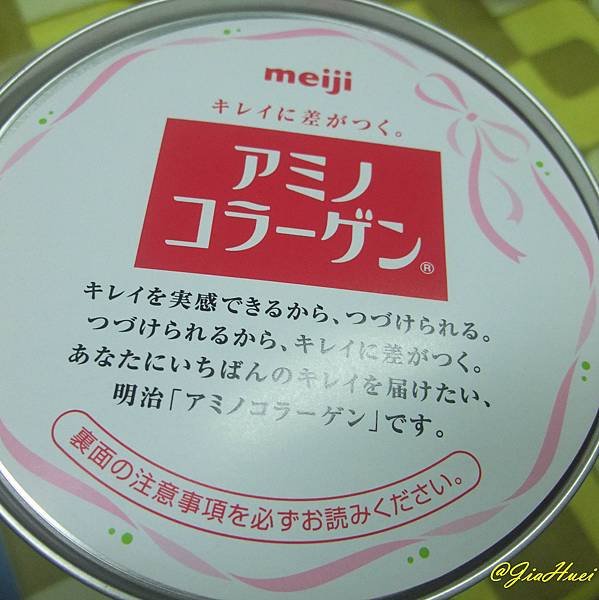 meiji
キレイに差がつく。
アミノ
コラーゲン®
キレイを実感できるから、つづけられる。
つづけられるから、キレイに差がつく。
あなたにいちばんのキレイを届けたい、
明治「アミノコラーゲン」です。
裏面の注意事項を必ずお読みください。
@JiaHuei